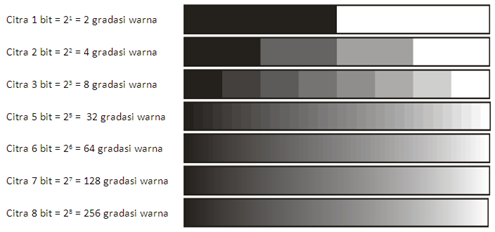 Citra 1 bit = 2¹ = 2 gradasi warna
Citra 2 bit = 2² = 4 gradasi warna
Citra 3 bit = 2³ = 8 gradasi warna
Citra 5 bit = 2⁵ = 32 gradasi warna
Citra 6 bit = 2⁶ = 64 gradasi warna
Citra 7 bit = 2⁷ = 128 gradasi warna
Citra 8 bit = 2⁸ = 256 gradasi warna